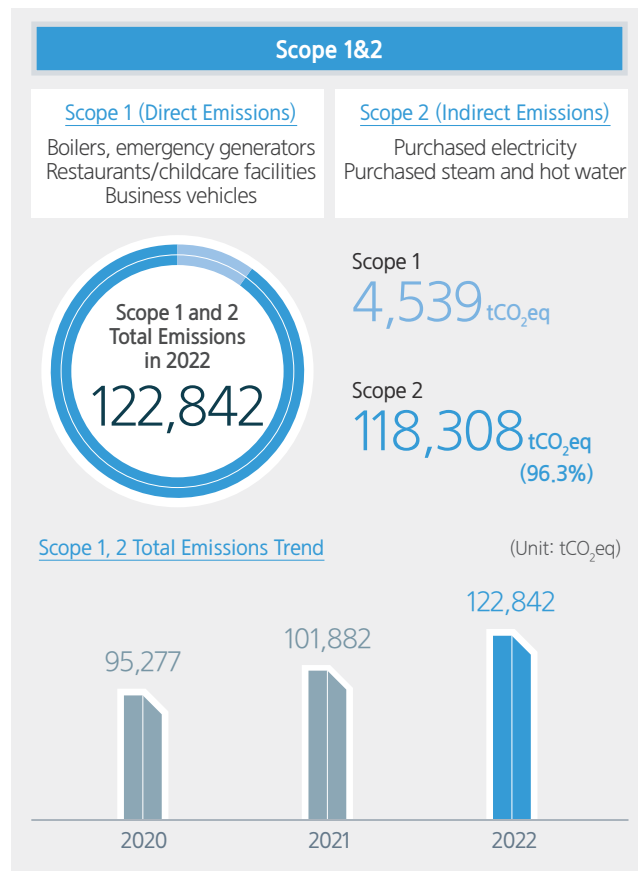 Scope 1&2
Scope 1 (Direct Emissions)
Boilers, emergency generators
Restaurants/childcare facilities
Business vehicles
Scope 2 (Indirect Emissions)
Purchased electricity
Purchased steam and hot water
Scope 1 and 2
Total Emissions
in 2022
122,842
Scope 1
4,539 tCO₂eq
Scope 2
118,308 tCO₂eq
(96.3%)
Scope 1, 2 Total Emissions Trend
(Unit: tCO₂eq)
95,277
101,882
122,842
2020
2021
2022